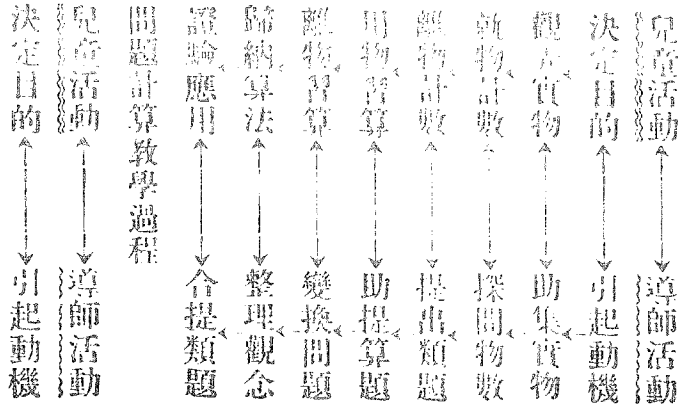 兒童活動 ↔ 導師活動
決定目的 ↔ 引起動機
觀察實物 ↔ 助集實物
執物計數 ↔ 探問物數
離物計數 ↔ 提出類題
用物習算 ↔ 助提算題
離物習算 ↔ 變換問題
歸納算法 ↔ 整理觀念
證驗應用 ↔ 合提類題
問題計算教學過程
兒童活動 ↔ 導師活動
決定目的 ↔ 引起動機